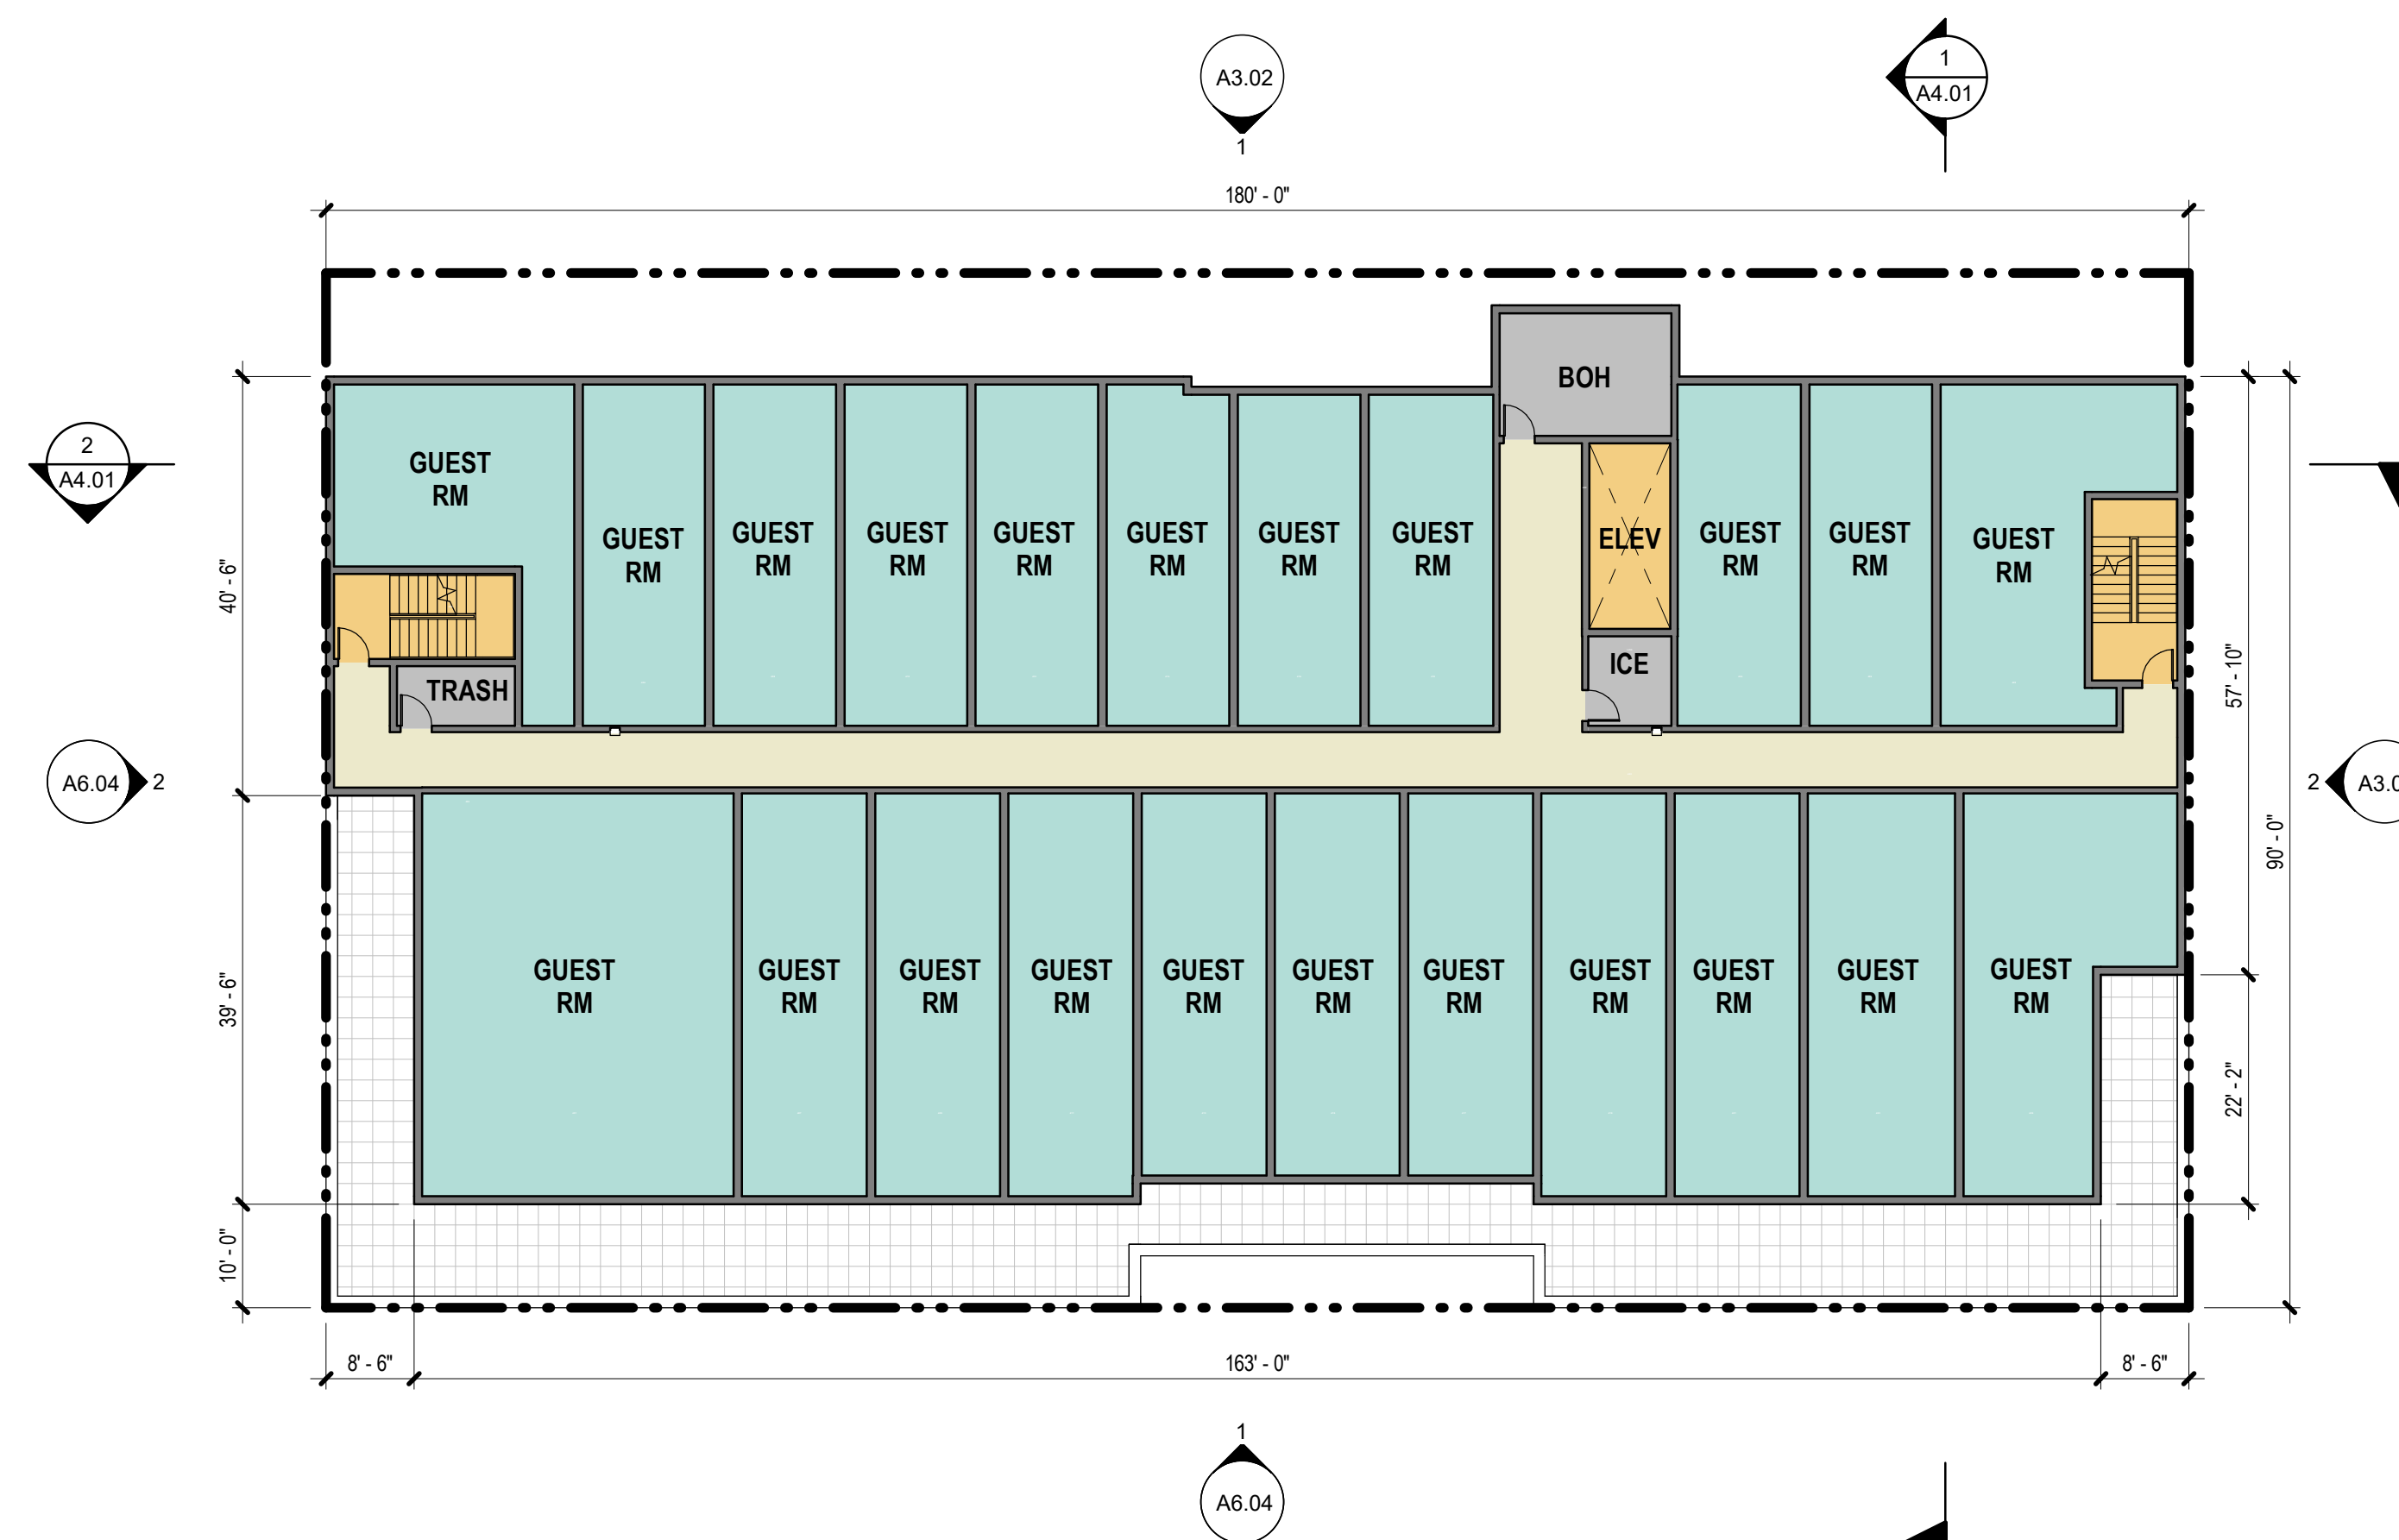 A3.02
1
1
A4.01
180' - 0"
BOH
2
A4.01
GUEST
RM
GUEST
RM
GUEST
RM
GUEST
RM
GUEST
RM
GUEST
RM
GUEST
RM
GUEST
RM
ELEV
GUEST
RM
GUEST
RM
GUEST
RM
40' - 6"
TRASH
ICE
57' - 10"
A6.04
2
2
90' - 0"
39' - 6"
GUEST
RM
GUEST
RM
GUEST
RM
GUEST
RM
GUEST
RM
GUEST
RM
GUEST
RM
GUEST
RM
GUEST
RM
GUEST
RM
GUEST
RM
22' - 2"
10' - 0"
8' - 6"
163' - 0"
8' - 6"
1
A6.04